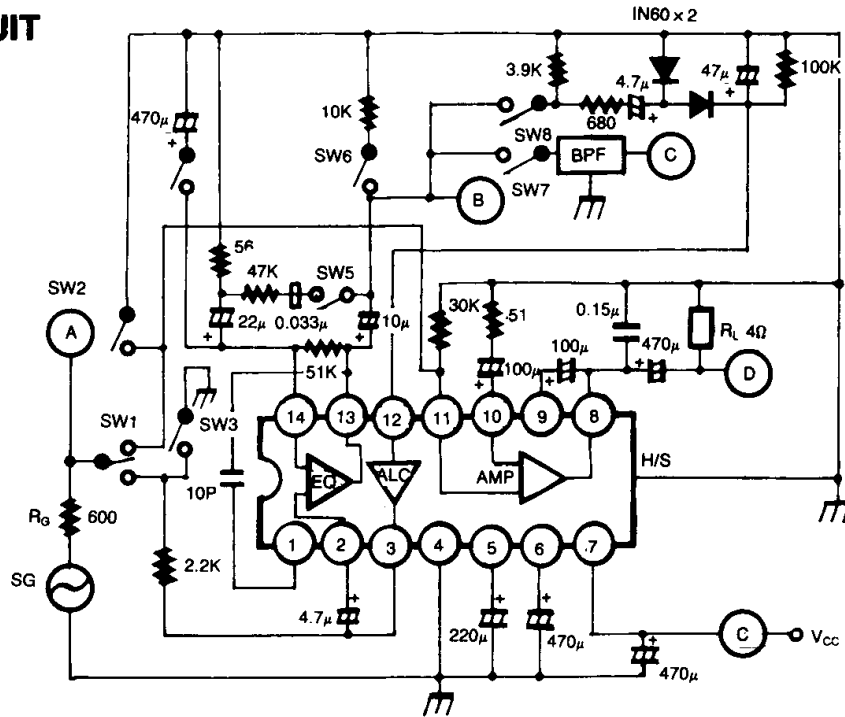 UIT
IN60 × 2
3.9K
4.7μ
+
47μ
+
100K
470μ
+
10K
680
SW8
SW6
BPF
C
SW7
B
56
47K
SW5
SW2
A
22μ
+
0.033μ
10μ
+
30K
51
0.15μ
RL 4Ω
100μ
+
470μ
+
100μ
+
D
51K
SW1
SW3
14
13
12
11
10
9
8
EQ
ALC
AMP
H/S
10P
RG
600
1
2
3
4
5
6
7
SG
2.2K
4.7μ
+
220μ
+
470μ
+
C
VCC
470μ
+